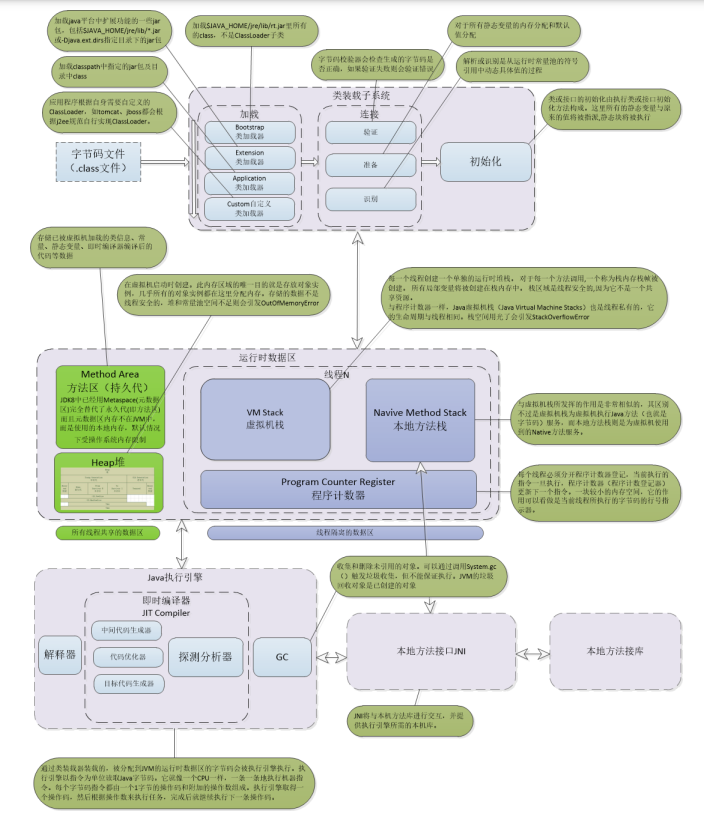 加载java平台中扩展功能的一些jar
包，包括$JAVA_HOME/jre/lib/*.jar
或-Djava.ext.dirs指定目录下的jar包
加载$JAVA_HOME/jre/lib/rt.jar里所有
的class，不是ClassLoader子类
对于所有静态变量的内存分配和默认
值分配
加载classpath中指定的jar包及目
录中class
字节码校验器会检查生成的字节码是
否正确，如果验证失败则会验证错误
解析或识别是从运行时常量池的符号
引用中动态具体值的过程
应用程序根据自身需要自定义的
ClassLoader，如tomcat、jboss都会根
据j2ee规范自行实现ClassLoader。
类或接口的初始化由执行类或接口初始
化方法构成。这里所有的静态变量与原
来的值将被指派,静态块将被执行
类装载子系统
加载
连接
Bootstrap
类加载器
Extension
类加载器
Application
类加载器
Custom自定义
类加载器
验证
准备
识别
初始化
字节码文件
（.class文件）
存储已被虚拟机加载的类信息、常
量、静态变量、即时编译器编译后的
代码等数据
在虚拟机启动时创建。此内存区域的唯一目的就是存放对象实
例，几乎所有的对象实例都在这里分配内存。存储的数据不是
线程安全的，堆和常量池空间不足则会引发OutOfMemoryError
每一个线程创建一个单独的运行时堆栈。对于每一个方法调用,一个称为栈内存栈帧被
创建， 所有局部变量将被创建在栈内存中。 栈区域是线程安全的,因为它不是一个共
享资源。
与程序计数器一样，Java虚拟机栈（Java Virtual Machine Stacks）也是线程私有的，它
的生命周期与线程相同。栈空间用光了会引发StackOverflowError
运行时数据区
Method Area
方法区（持久代）
JDK8中已经用Metaspace(元数据
区)完全替代了永久代(即方法区)
而且元数据区内存不在JVM中,
而是使用的本地内存，默认情况
下受操作系统内存限制
Heap堆
线程N
VM Stack
虚拟机栈
Navive Method Stack
本地方法栈
Program Counter Register
程序计数器
与虚拟机栈所发挥的作用是非常相似的，其区别
不过是虚拟机栈为虚拟机执行Java方法（也就是
字节码）服务，而本地方法栈则是为虚拟机使用
到的Native方法服务。
每个线程必须分开程序计数器登记，当前执行的
指令一旦执行，程序计数器（程序计数登记器）
更新下一个指令。一块较小的内存空间，它的作
用可以看做是当前线程所执行的字节码的行号指
示器。
所有线程共享的数据区
线程隔离的数据区
收集和删除未引用的对象。可以通过调用System.gc
（）触发垃圾收集，但不能保证执行。JVM的垃圾
回收对象是已创建的对象
Java执行引擎
即时编译器
JIT Compiler
中间代码生成器
代码优化器
目标代码生成器
解释器
探测分析器
GC
本地方法接口JNI
本地方法接库
JNI将与本机方法库进行交互，并提
供执行引擎所需的本机库。
通过类装载器装载的，被分配到JVM的运行时数据区的字节码会被执行引擎执行。执
行引擎以指令为单位读取Java字节码。它就像一个CPU一样，一条一条地执行机器指
令。每个字节码指令都由一个1字节的操作码和附加的操作数组成。执行引擎取得一
个操作码，然后根据操作数来执行任务，完成后就继续执行下一条操作码。